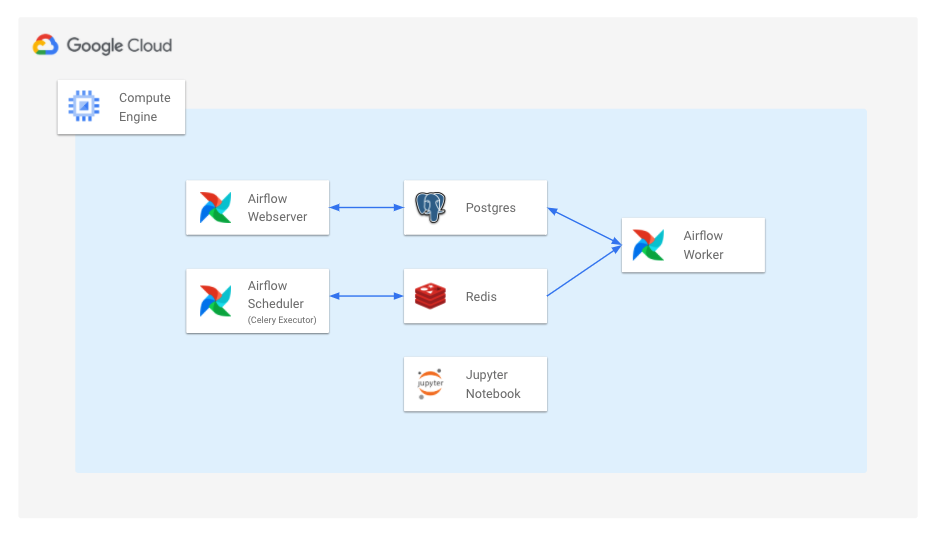 Google Cloud
Compute
Engine
Airflow
Webserver
Postgres
Airflow
Worker
Airflow
Scheduler
(Celery Executor)
Redis
jupyter
Jupyter
Notebook